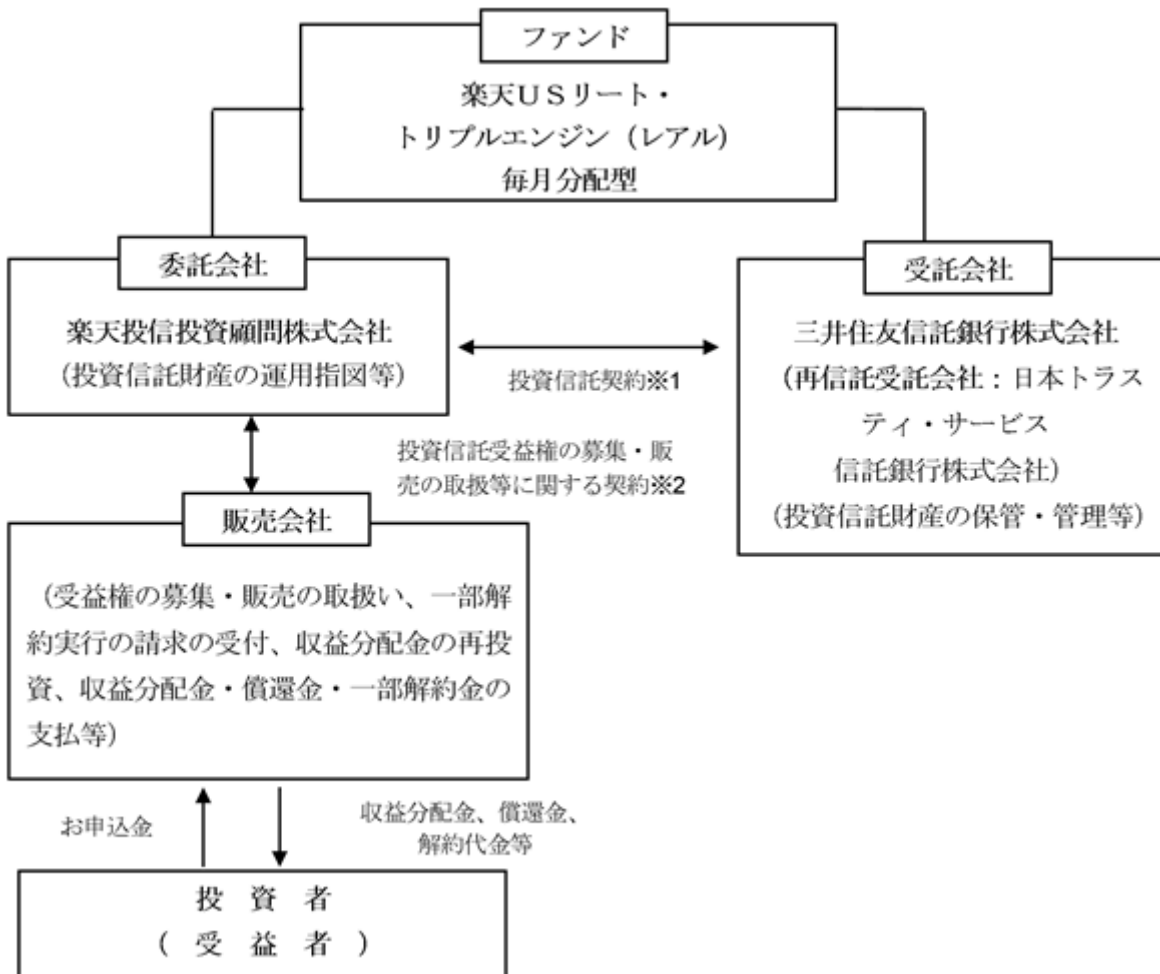 ファンド
楽天USリート・
トリプルエンジン（レアル）
毎月分配型
委託会社
楽天投信投資顧問株式会社
（投資信託財産の運用指図等）
投資信託契約※1
受託会社
三井住友信託銀行株式会社
（再信託受託会社：日本トラス
ティ・サービス
信託銀行株式会社）
（投資信託財産の保管・管理等）
投資信託受益権の募集・販
売の取扱等に関する契約※2
販売会社
（受益権の募集・販売の取扱い、一部解
約実行の請求の受付、収益分配金の再投
資、収益分配金・償還金・一部解約金の
支払等）
お申込金
収益分配金、償還金、
解約代金等
投 資 者
（ 受 益 者 ）